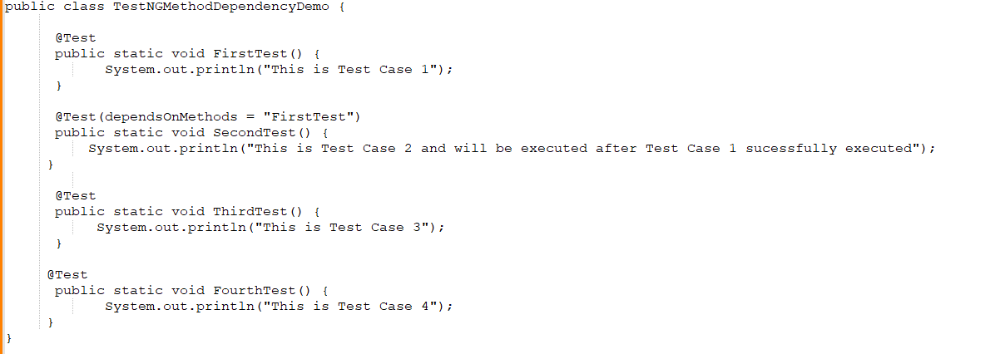 public class TestNGMethodDependencyDemo {
@Test
public static void FirstTest() {
System.out.println("This is Test Case 1");
}
@Test(dependsOnMethods = "FirstTest")
public static void SecondTest() {
System.out.println("This is Test Case 2 and will be executed after Test Case 1 sucessfully executed");
}
@Test
public static void ThirdTest() {
System.out.println("This is Test Case 3");
}
@Test
public static void FourthTest() {
System.out.println("This is Test Case 4");
}
}